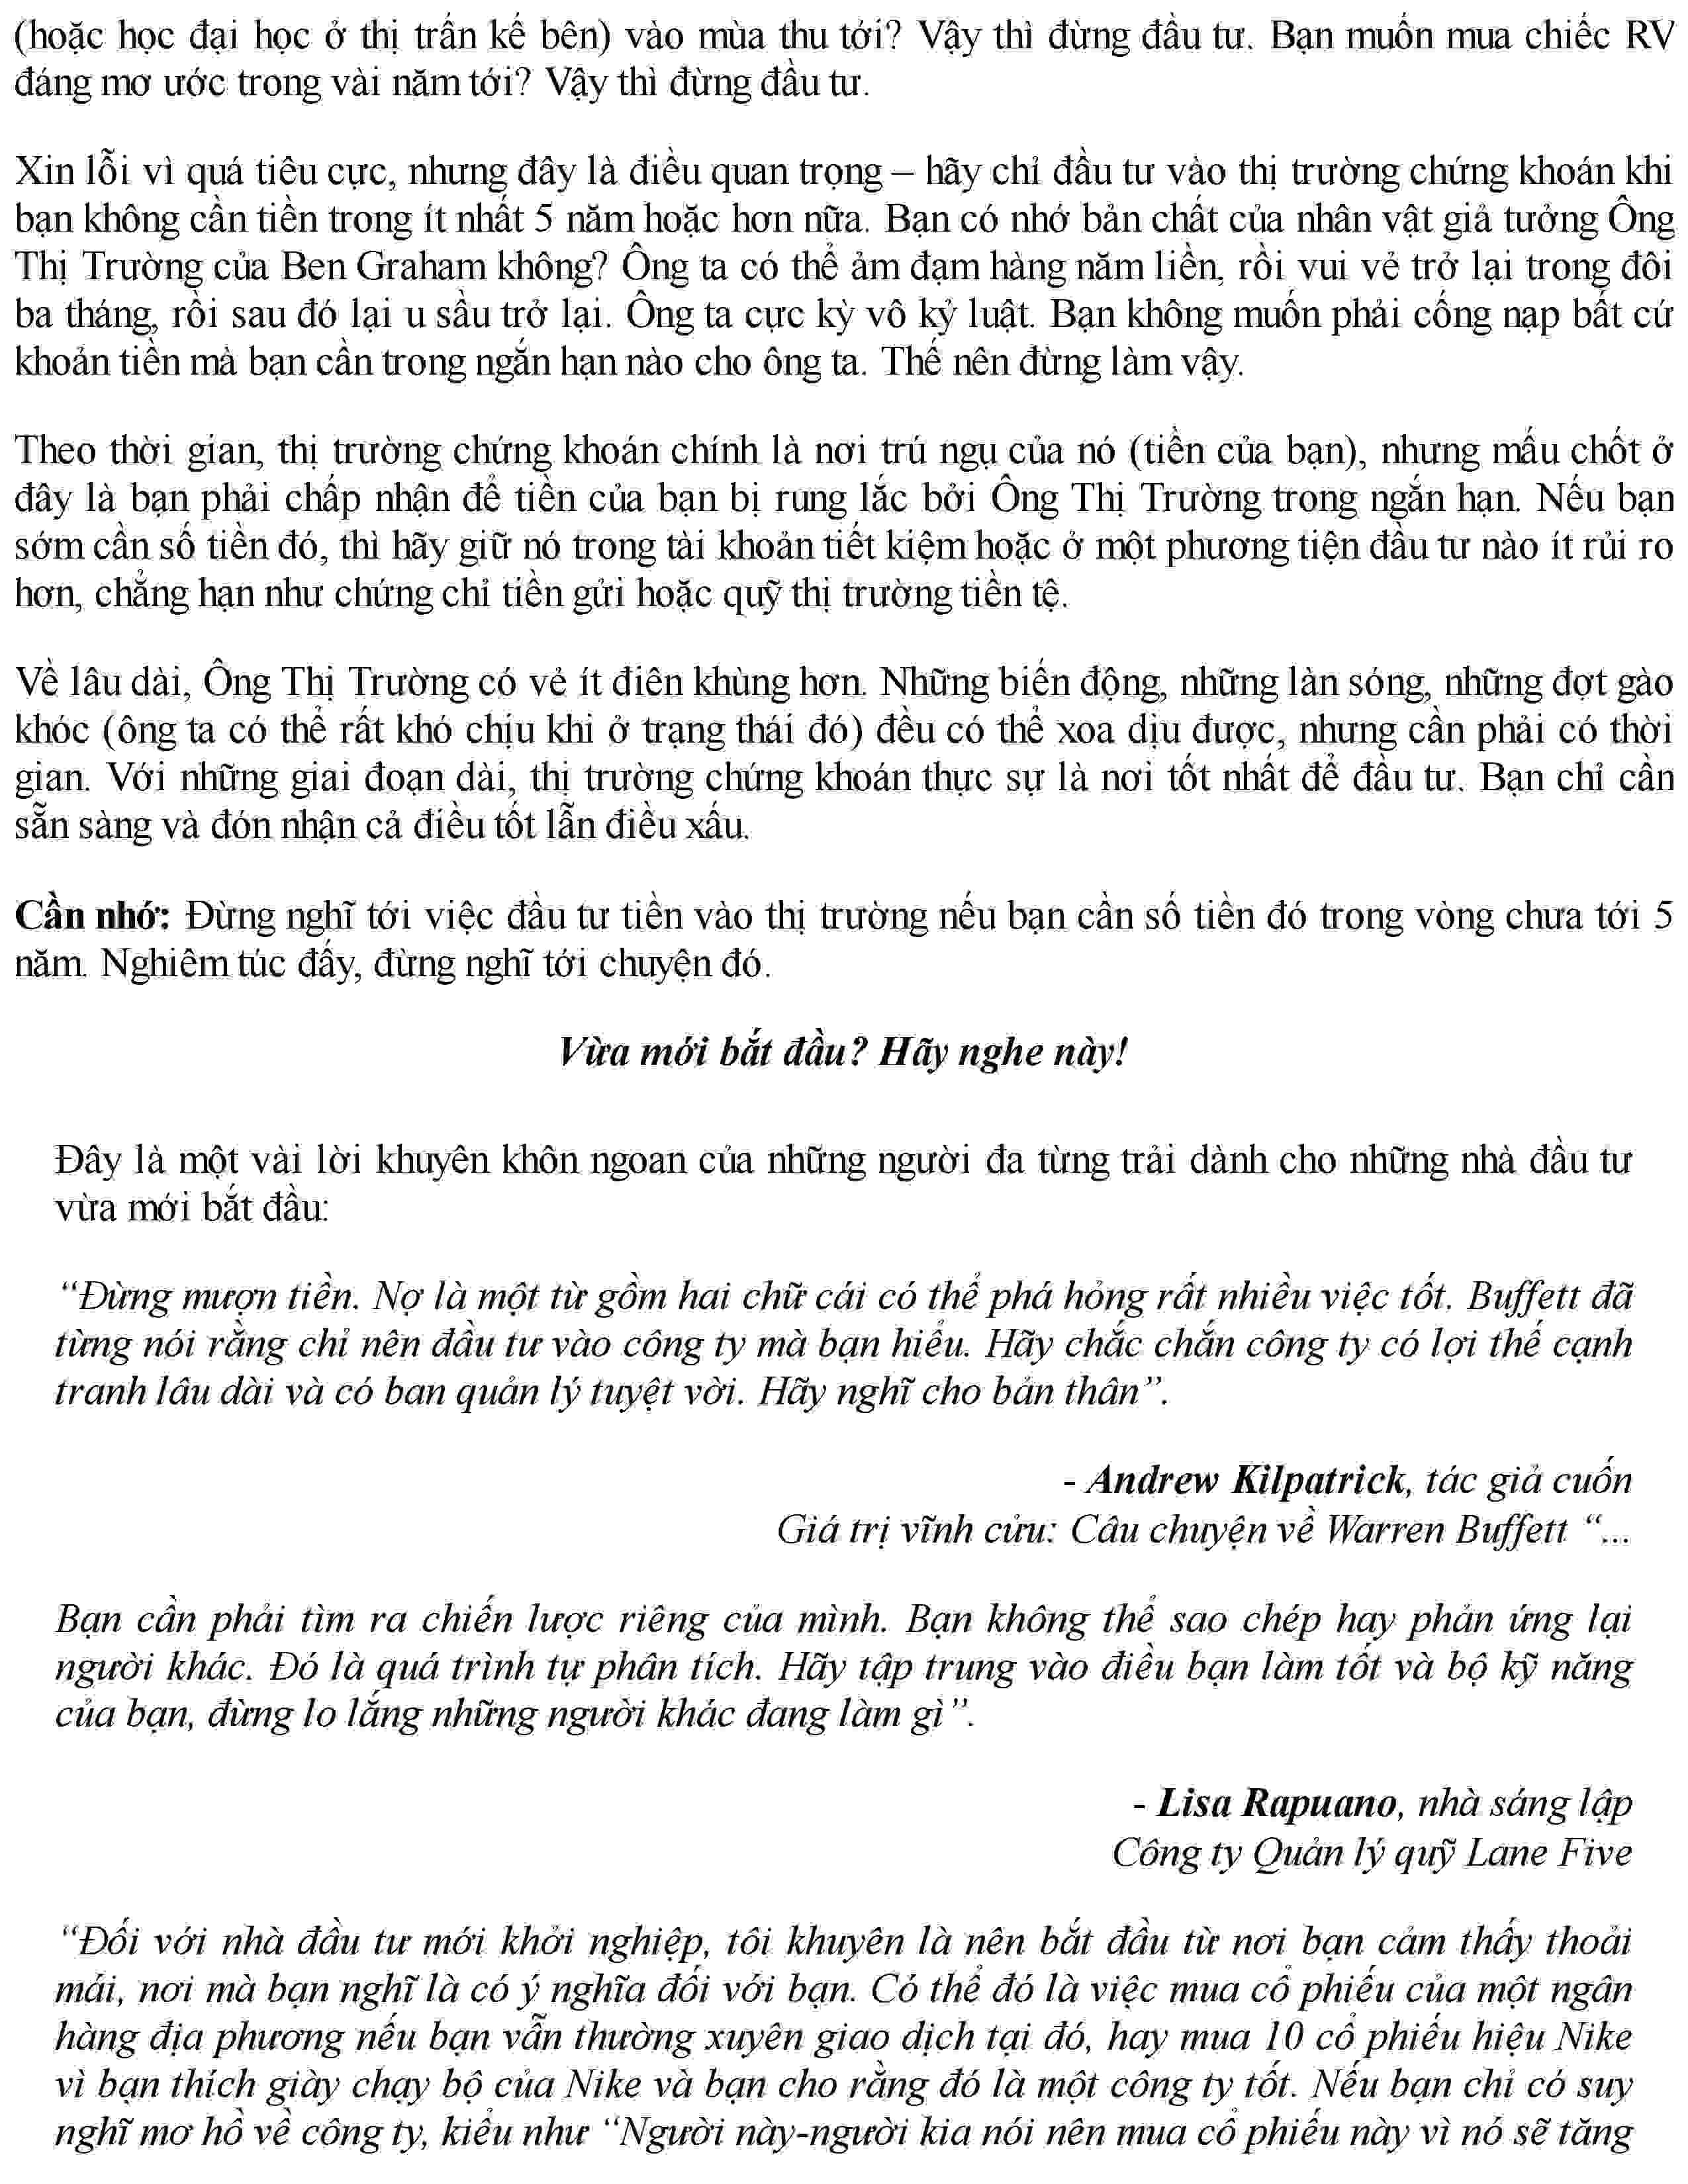 (hoặc học đại học ở thị trấn kế bên) vào mùa thu tới? Vậy thì đừng đầu tư. Bạn muốn mua chiếc RV
đáng mơ ước trong vài năm tới? Vậy thì đừng đầu tư.
Xin lỗi vì quá tiêu cực, nhưng đây là điều quan trọng – hãy chỉ đầu tư vào thị trường chứng khoán khi
bạn không cần tiền trong ít nhất 5 năm hoặc hơn nữa. Bạn có nhớ bản chất của nhân vật giả tưởng Ông
Thị Trường của Ben Graham không? Ông ta có thể ảm đạm hàng năm liền, rồi vui vẻ trở lại trong đôi
ba tháng, rồi sau đó lại u sầu trở lại. Ông ta cực kỳ vô kỷ luật. Bạn không muốn phải cống nạp bất cứ
khoản tiền mà bạn cần trong ngắn hạn nào cho ông ta. Thế nên đừng làm vậy.
Theo thời gian, thị trường chứng khoán chính là nơi trú ngụ của nó (tiền của bạn), nhưng mấu chốt ở
đây là bạn phải chấp nhận để tiền của bạn bị rung lắc bởi Ông Thị Trường trong ngắn hạn. Nếu bạn
sớm cần số tiền đó, thì hãy giữ nó trong tài khoản tiết kiệm hoặc ở một phương tiện đầu tư nào ít rủi ro
hơn, chẳng hạn như chứng chỉ tiền gửi hoặc quỹ thị trường tiền tệ.
Về lâu dài, Ông Thị Trường có vẻ ít điên khùng hơn. Những biến động, những làn sóng, những đợt gào
khóc (ông ta có thể rất khó chịu khi ở trạng thái đó) đều có thể xoa dịu được, nhưng cần phải có thời
gian. Với những giai đoạn dài, thị trường chứng khoán thực sự là nơi tốt nhất để đầu tư. Bạn chỉ cần
sẵn sàng và đón nhận cả điều tốt lẫn điều xấu.
Cần nhớ: Đừng nghĩ tới việc đầu tư tiền vào thị trường nếu bạn cần số tiền đó trong vòng chưa tới 5
năm. Nghiêm túc đấy, đừng nghĩ tới chuyện đó.
Vừa mới bắt đầu? Hãy nghe này!
Đây là một vài lời khuyên khôn ngoan của những người đa từng trải dành cho những nhà đầu tư
vừa mới bắt đầu:
“Đừng mượn tiền. Nợ là một từ gồm hai chữ cái có thể phá hỏng rất nhiều việc tốt. Buffett đã
từng nói rằng chỉ nên đầu tư vào công ty mà bạn hiểu. Hãy chắc chắn công ty có lợi thế cạnh
tranh lâu dài và có ban quản lý tuyệt vời. Hãy nghĩ cho bản thân”.
- Andrew Kilpatrick, tác giả cuốn
Giá trị vĩnh cửu: Câu chuyện về Warren Buffett “...
Bạn cần phải tìm ra chiến lược riêng của mình. Bạn không thể sao chép hay phản ứng lại
người khác. Đó là quá trình tự phân tích. Hãy tập trung vào điều bạn làm tốt và bộ kỹ năng
của bạn, đừng lo lắng những người khác đang làm gì”.
- Lisa Rapuano, nhà sáng lập
Công ty Quản lý quỹ Lane Five
“Đối với nhà đầu tư mới khởi nghiệp, tôi khuyên là nên bắt đầu từ nơi bạn cảm thấy thoải
mái, nơi mà bạn nghĩ là có ý nghĩa đối với bạn. Có thể đó là việc mua cổ phiếu của một ngân
hàng địa phương nếu bạn vẫn thường xuyên giao dịch tại đó, hay mua 10 cổ phiếu hiệu Nike
vì bạn thích giày chạy bộ của Nike và bạn cho rằng đó là một công ty tốt. Nếu bạn chỉ có suy
nghĩ mơ hồ về công ty, kiểu như “Người này-người kia nói nên mua cổ phiếu này vì nó sẽ tăng